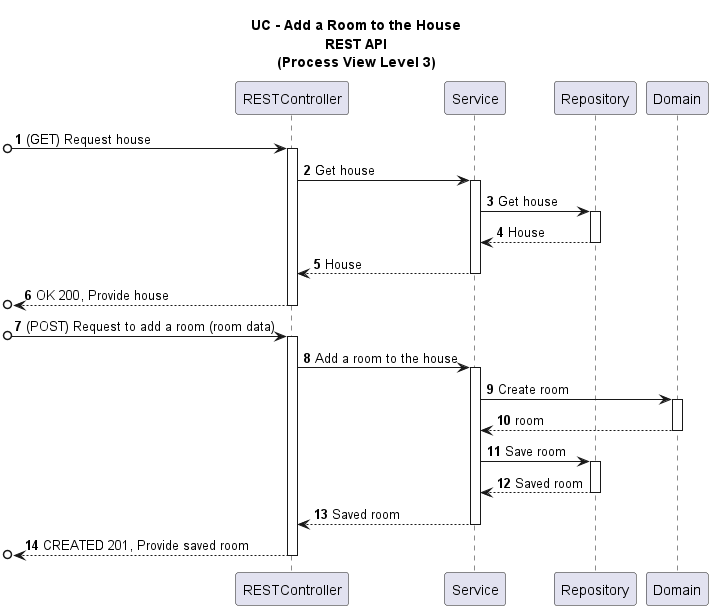 UC - Add a Room to the House
REST API
(Process View Level 3)
RESTController Service Repository Domain
1 (GET) Request house
2 Get house
3 Get house
4 House
5 House
6 OK 200, Provide house
7 (POST) Request to add a room (room data)
8 Add a room to the house
9 Create room
10 room
11 Save room
12 Saved room
13 Saved room
14 CREATED 201, Provide saved room
RESTController Service Repository Domain